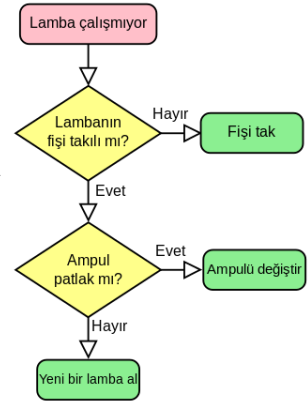 Lamba çalışmıyor
Lambanın
fişi takılı mı?
Hayır
Fişi tak
Evet
Ampul
patlak mı?
Evet
Ampulü değiştir
Hayır
Yeni bir lamba al